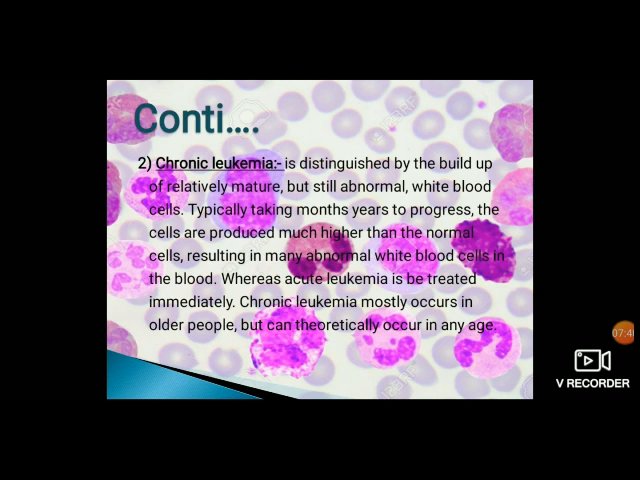 Conti....
2) Chronic leukemia:- is distinguished by the build up
of relatively mature, but still abnormal, white blood
cells. Typically taking months years to progress, the
cells are produced much higher than the normal
cells, resulting in many abnormal white blood cells in
the blood. Whereas acute leukemia is be treated
immediately. Chronic leukemia mostly occurs in
older people, but can theoretically occur in any age.
V RECORDER